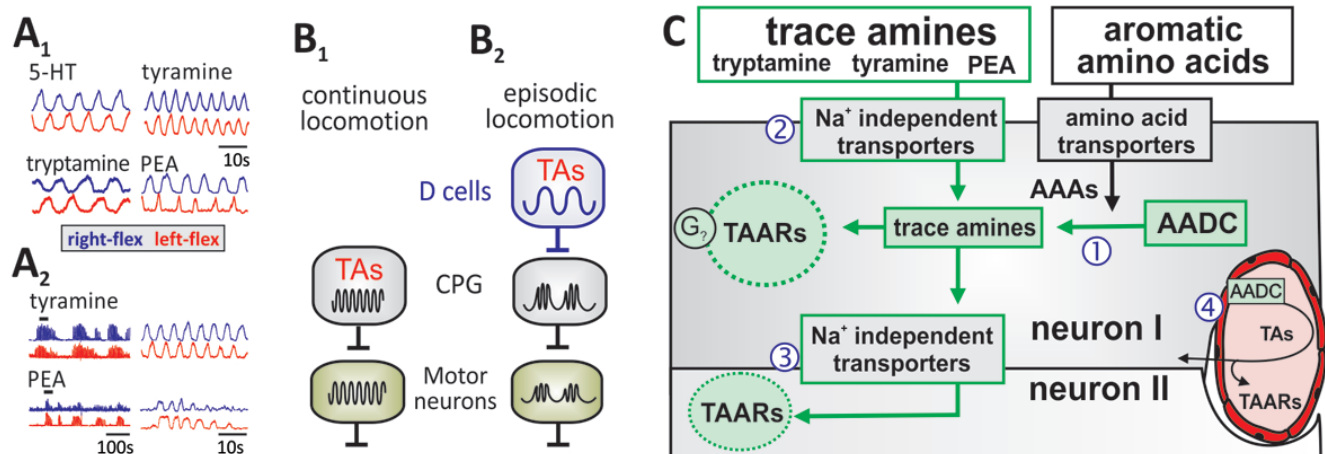 A₁
5-HT tyramine
10s
tryptamine PEA
right-flex left-flex
A₂
tyramine
PEA
100s 10s
B₁
continuous
locomotion
B₂
episodic
locomotion
TAs
D cells
TAs
CPG
Motor
neurons
C
trace amines
tryptamine tyramine PEA
aromatic
amino acids
② Na⁺ independent
transporters
amino acid
transporters
AAAs
G?
TAARs
trace amines
①
AADC
③ Na⁺ independent
transporters
neuron I
neuron II
TAARs
④
AADC
TAs
TAARs